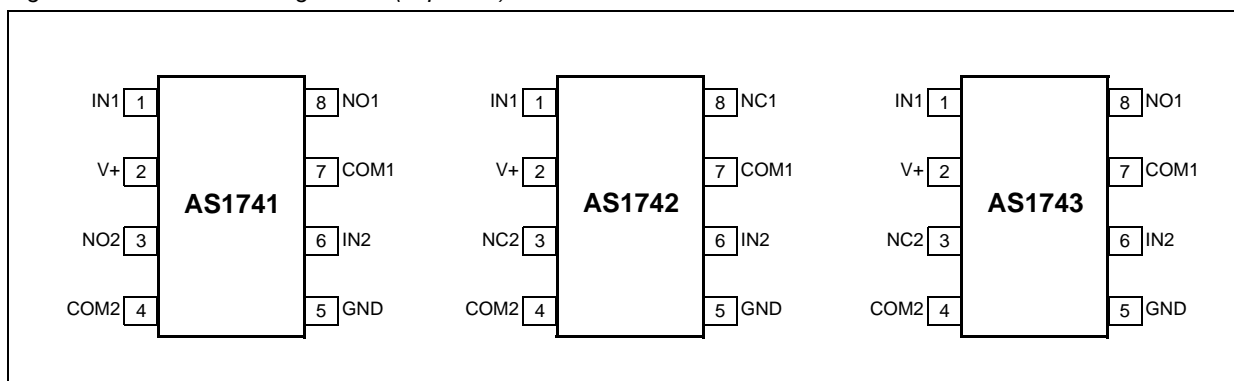 IN1 1 8 NO1
V+ 2 7 COM1
AS1741
NO2 3 6 IN2
COM2 4 5 GND
IN1 1 8 NC1
V+ 2 7 COM1
AS1742
NC2 3 6 IN2
COM2 4 5 GND
IN1 1 8 NO1
V+ 2 7 COM1
AS1743
NC2 3 6 IN2
COM2 4 5 GND